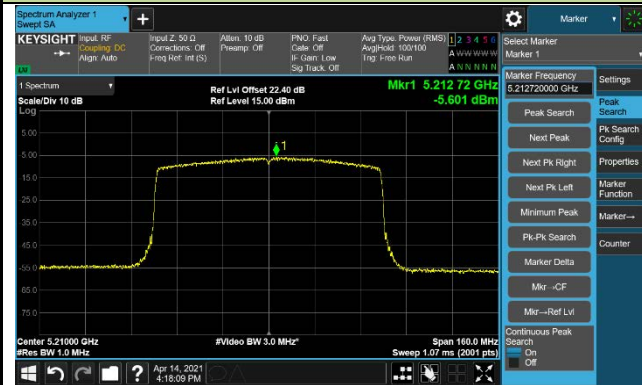 Spectrum Analyzer 1
Swept SA
+
Marker
KEYSIGHT
Input: RF
Coupling: DC
Align: Auto
Input Z: 50 Ω
Corrections: Off
Freq Ref: Int (S)
Atten: 10 dB
Preamp: Off
PNO: Fast
Gate: Off
IF Gain: Low
Sig Track: Off
Avg Type: Power (RMS)
Avg|Hold: 100/100
Trig: Free Run
1 2 3 4 5 6
A W W W W W
A N N N N N
LXI
1 Spectrum
Scale/Div 10 dB
Log
Ref Lvl Offset 22.40 dB
Ref Level 15.00 dBm
Mkr1 5.212 72 GHz
-5.601 dBm
5.00
-5.00
-15.0
-25.0
-35.0
-45.0
-55.0
-65.0
-75.0
1
Center 5.21000 GHz
#Res BW 1.0 MHz
#Video BW 3.0 MHz*
Span 160.0 MHz
Sweep 1.07 ms (2001 pts)
Select Marker
Marker 1
Marker Frequency
5.212720000 GHz
Peak Search
Next Peak
Next Pk Right
Next Pk Left
Minimum Peak
Pk-Pk Search
Marker Delta
Mkr→CF
Mkr→Ref Lvl
Continuous Peak
Search
On
Off
Settings
Peak
Search
Pk Search
Config
Properties
Marker
Function
Marker→
Counter
?
Apr 14, 2021
4:18:09 PM